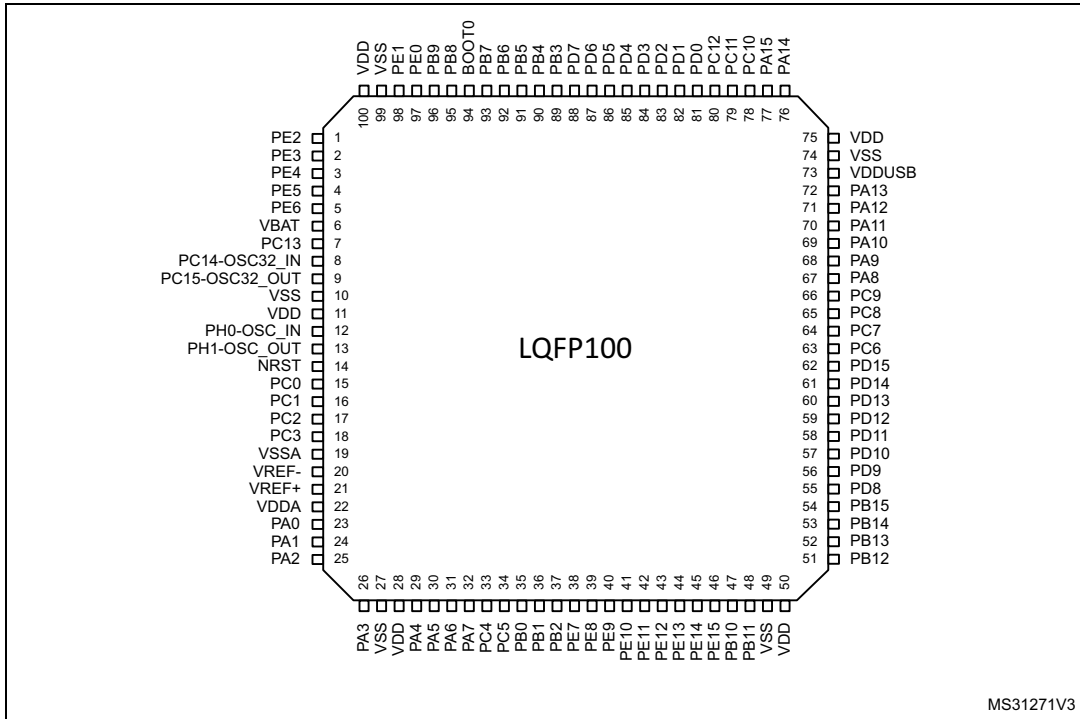 VDD
VSS
PE1
PE0
PB9
PB8
BOOT0
PB7
PB6
PB5
PB4
PB3
PD7
PD6
PD5
PD4
PD3
PD2
PD1
PD0
PC12
PC11
PC10
PA15
PA14
100
99
98
97
96
95
94
93
92
91
90
89
88
87
86
85
84
83
82
81
80
79
78
77
76
PE2 1
PE3 2
PE4 3
PE5 4
PE6 5
VBAT 6
PC13 7
PC14-OSC32_IN 8
PC15-OSC32_OUT 9
VSS 10
VDD 11
PH0-OSC_IN 12
PH1-OSC_OUT 13
NRST 14
PC0 15
PC1 16
PC2 17
PC3 18
VSSA 19
VREF- 20
VREF+ 21
VDDA 22
PA0 23
PA1 24
PA2 25
LQFP100
75 VDD
74 VSS
73 VDDUSB
72 PA13
71 PA12
70 PA11
69 PA10
68 PA9
67 PA8
66 PC9
65 PC8
64 PC7
63 PC6
62 PD15
61 PD14
60 PD13
59 PD12
58 PD11
57 PD10
56 PD9
55 PD8
54 PB15
53 PB14
52 PB13
51 PB12
26
27
28
29
30
31
32
33
34
35
36
37
38
39
40
41
42
43
44
45
46
47
48
49
50
PA3
VSS
VDD
PA4
PA5
PA6
PA7
PC4
PC5
PB0
PB1
PB2
PE7
PE8
PE9
PE10
PE11
PE12
PE13
PE14
PE15
PB10
PB11
VSS
VDD
MS31271V3